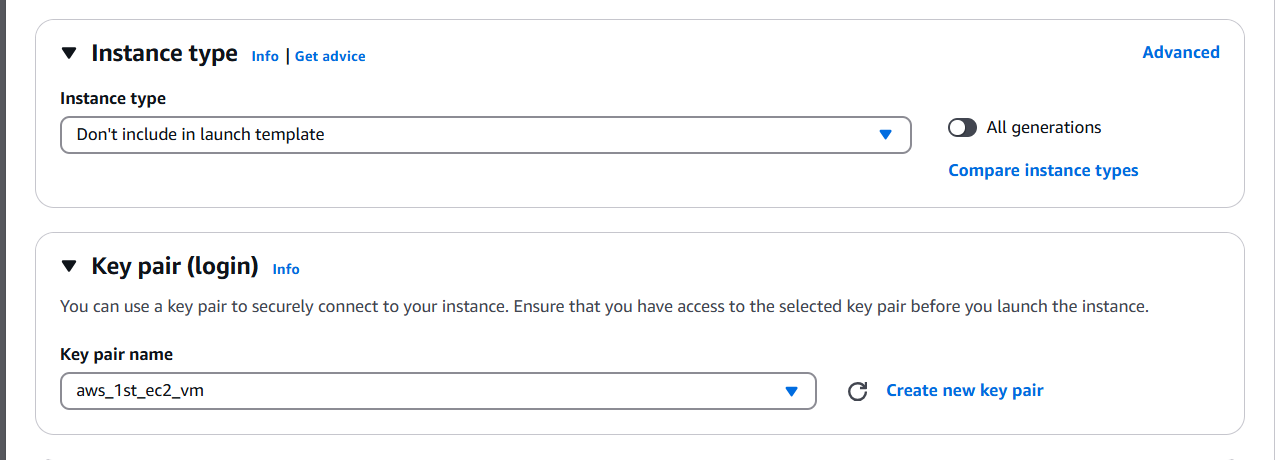 Instance type Info | Get advice Advanced
Instance type
Don't include in launch template
All generations
Compare instance types
Key pair (login) Info
You can use a key pair to securely connect to your instance. Ensure that you have access to the selected key pair before you launch the instance.
Key pair name
aws_1st_ec2_vm
Create new key pair